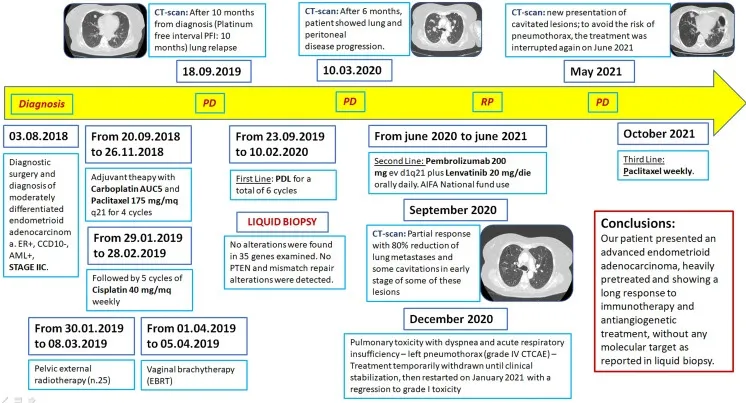 CT-scan: After 10 months
from diagnosis (Platinum
free interval PFI: 10
months) lung relapse
CT-scan: After 6 months,
patient showed lung and
peritoneal
disease progression.
CT-scan: new presentation of
cavitated lesions; to avoid the risk of
pneumothorax, the treatment was
interrupted again on June 2021
18.09.2019
10.03.2020
May 2021
Diagnosis
PD
PD
RP
PD
03.08.2018
Diagnostic
surgery and
diagnosis of
moderately
differentiated
endometrioid
adenocarcinom
a. ER+, CCD10-,
AML+,
STAGE IIC.
From 20.09.2018
to 26.11.2018
Adjuvant theapy with
Carboplatin AUC5 and
Paclitaxel 175 mg/mq
q21 for 4 cycles
From 29.01.2019
to 28.02.2019
Followed by 5 cycles of
Cisplatin 40 mg/mq
weekly
From 30.01.2019
to 08.03.2019
Pelvic external
radiotherapy (n.25)
From 01.04.2019
to 05.04.2019
Vaginal brachytherapy
(EBRT)
From 23.09.2019
to 10.02.2020
First Line: PDL for a
total of 6 cycles
LIQUID BIOPSY
No alterations were found
in 35 genes examined. No
PTEN and mismatch repair
alterations were detected.
From june 2020 to june 2021
Second Line: Pembrolizumab 200
mg ev d1q21 plus Lenvatinib 20 mg/die
orally daily. AIFA National fund use
September 2020
CT-scan: Partial response
with 80% reduction of
lung metastases and
some cavitations in early
stage of some of these
lesions
December 2020
Pulmonary toxicity with dyspnea and acute respiratory
insufficiency – left pneumothorax (grade IV CTCAE) –
Treatment temporarily withdrawn until clinical
stabilization, then restarted on January 2021 with a
regression to grade I toxicity
October 2021
Third Line:
Paclitaxel weekly.
Conclusions:
Our patient presented an
advanced endometrioid
adenocarcinoma, heavily
pretreated and showing a
long response to
immunotherapy and
antiangiogenetic
treatment, without any
molecular target as
reported in liquid biopsy.